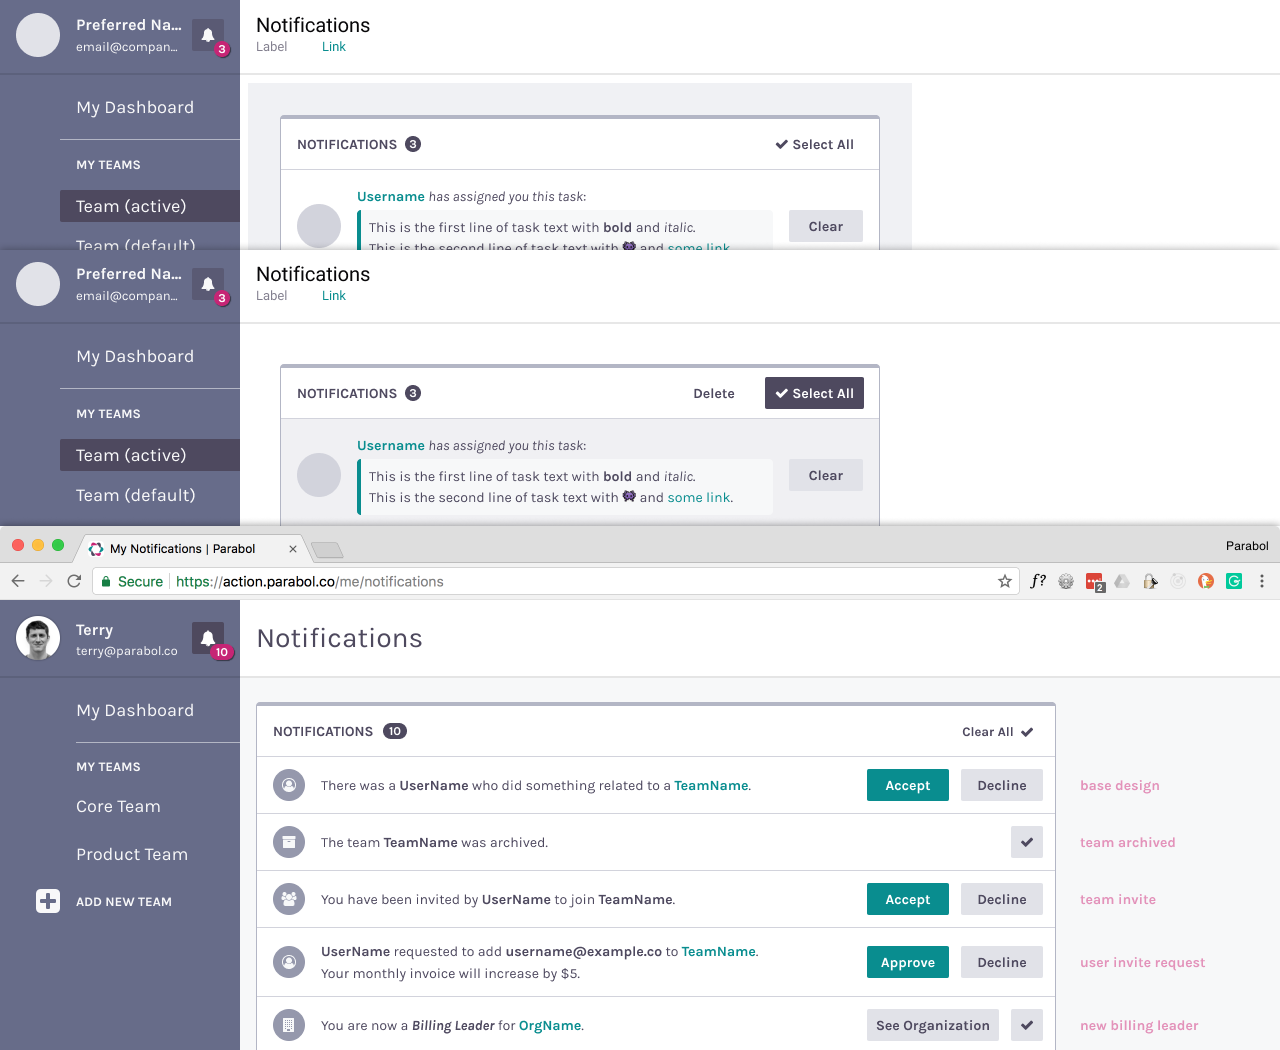 Preferred Na...
email@compan...
3
Notifications
Label Link
My Dashboard
MY TEAMS
Team (active)
Team (default)
NOTIFICATIONS 3
Select All
Username has assigned you this task:
This is the first line of task text with bold and italic.
This is the second line of task text with and some link.
Clear
Preferred Na...
email@compan...
3
Notifications
Label Link
My Dashboard
MY TEAMS
Team (active)
Team (default)
NOTIFICATIONS 3
Delete
Select All
Username has assigned you this task:
This is the first line of task text with bold and italic.
This is the second line of task text with and some link.
Clear
My Notifications | Parabol
Parabol
Secure https://action.parabol.co/me/notifications
f?
2
Terry
terry@parabol.co
10
Notifications
My Dashboard
MY TEAMS
Core Team
Product Team
ADD NEW TEAM
NOTIFICATIONS 10
Clear All
There was a UserName who did something related to a TeamName.
Accept Decline
base design
The team TeamName was archived.
team archived
You have been invited by UserName to join TeamName.
Accept Decline
team invite
UserName requested to add username@example.co to TeamName.
Your monthly invoice will increase by $5.
Approve Decline
user invite request
You are now a Billing Leader for OrgName.
See Organization
new billing leader